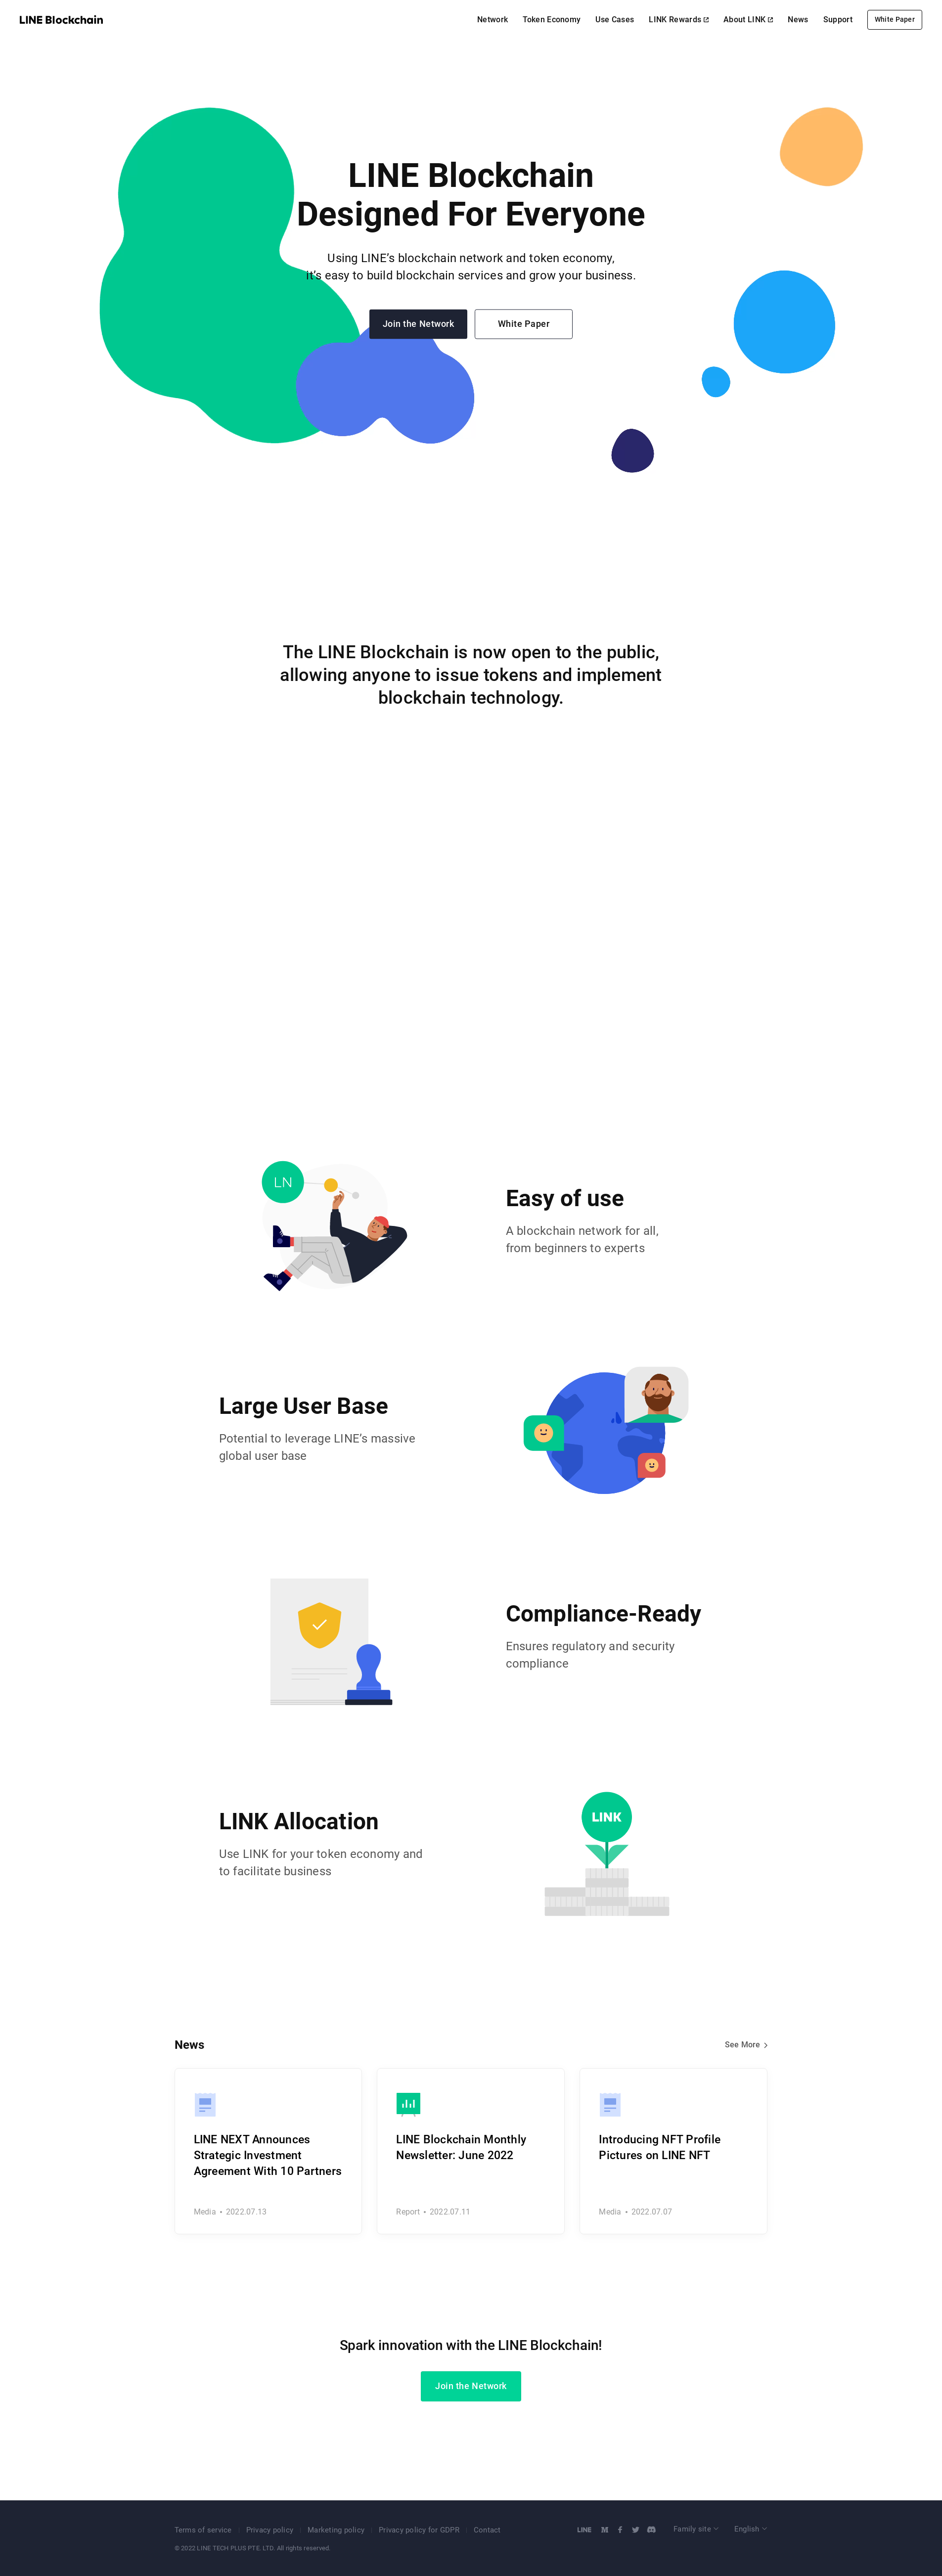 LINE Blockchain
Network Token Economy Use Cases LINK Rewards About LINK News Support White Paper
LINE Blockchain
Designed For Everyone
Using LINE’s blockchain network and token economy,
it’s easy to build blockchain services and grow your business.
Join the Network White Paper
The LINE Blockchain is now open to the public,
allowing anyone to issue tokens and implement
blockchain technology.
LN
Easy of use
A blockchain network for all,
from beginners to experts
Large User Base
Potential to leverage LINE’s massive
global user base
Compliance-Ready
Ensures regulatory and security
compliance
LINK Allocation
Use LINK for your token economy and
to facilitate business
LINK
News
See More
LINE NEXT Announces
Strategic Investment
Agreement With 10 Partners
Media • 2022.07.13
LINE Blockchain Monthly
Newsletter: June 2022
Report • 2022.07.11
Introducing NFT Profile
Pictures on LINE NFT
Media • 2022.07.07
Spark innovation with the LINE Blockchain!
Join the Network
Terms of service Privacy policy Marketing policy Privacy policy for GDPR Contact
LINE Family site English
© 2022 LINE TECH PLUS PTE. LTD. All rights reserved.